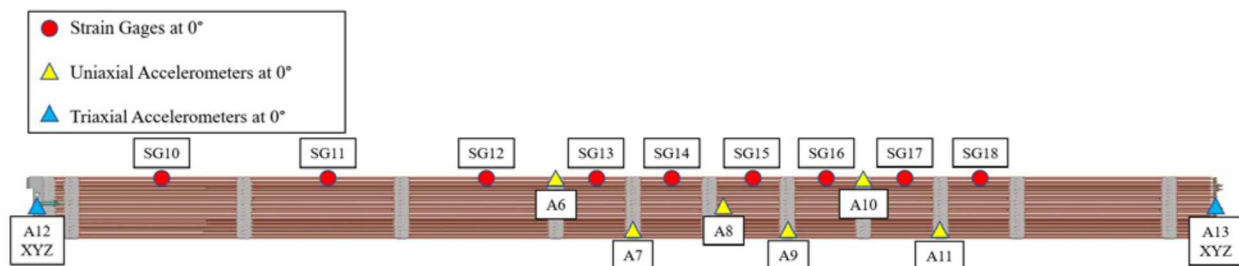 Strain Gages at 0°
Uniaxial Accelerometers at 0°
Triaxial Accelerometers at 0°
SG10
SG11
SG12
SG13
SG14
SG15
SG16
SG17
SG18
A12
XYZ
A6
A7
A8
A9
A10
A11
A13
XYZ